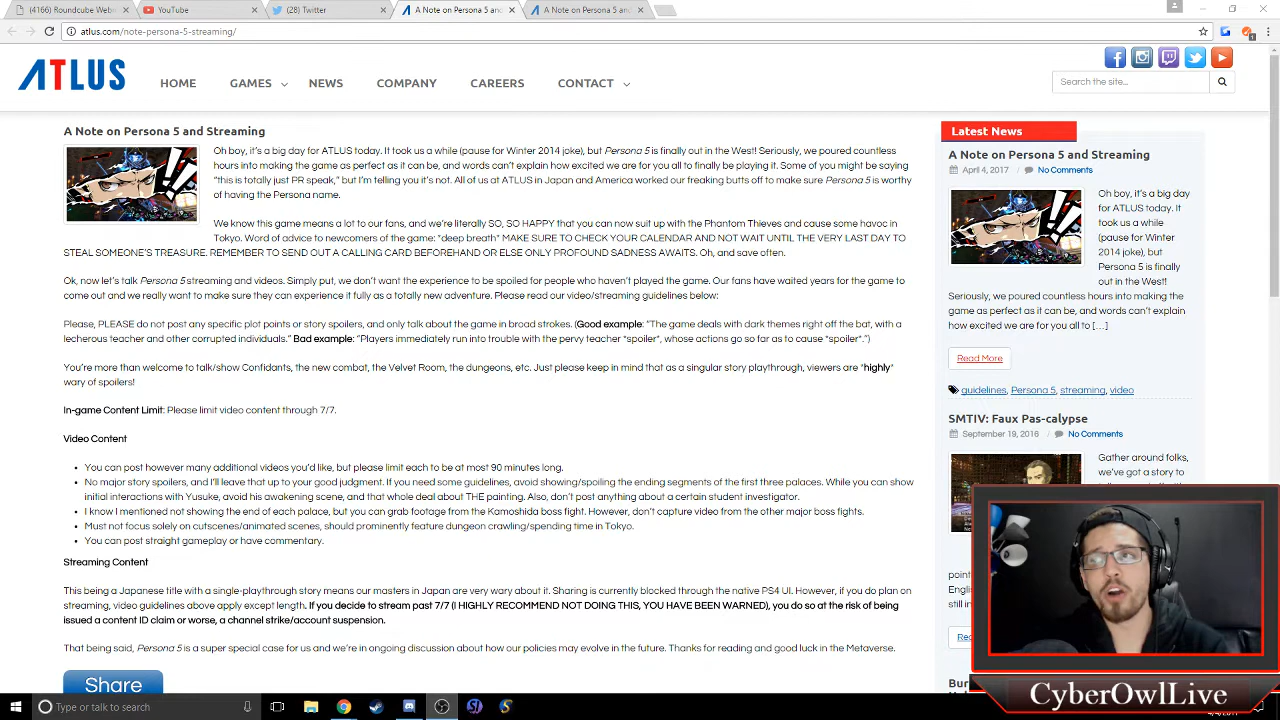 (4166) Roundcube Webm
YouTube
(28) Twitter
A Note on Persona 5 and
A Note on Persona 5 and
atlus.com/note-persona-5-streaming/
ATLUS
HOME GAMES NEWS COMPANY CAREERS CONTACT
Search the site...
A Note on Persona 5 and Streaming
Oh boy, it's a big day for ATLUS today. It took us a while (pause for Winter 2014 joke), but Persona 5 is finally out in the West! Seriously, we poured countless
hours into making the game as perfect as it can be, and words can't explain how excited we are for you all to finally be playing it. Some of you might be saying
"this is totally just PR speak," but I'm telling you it's not. All of us at ATLUS in Japan and America worked our freaking butts off to make sure Persona 5 is worthy
of having the Persona name.
We know this game means a lot to our fans, and we're literally SO, SO HAPPY that you can now suit up with the Phantom Thieves and cause some havoc in
Tokyo. Word of advice to newcomers of the game: *deep breath* MAKE SURE TO CHECK YOUR CALENDAR AND NOT WAIT UNTIL THE VERY LAST DAY TO
STEAL SOMEONE'S TREASURE. REMEMBER TO SEND OUT A CALLING CARD BEFOREHAND OR ELSE ONLY PROFOUND SADNESS AWAITS. Oh, and save often.
Ok, now let's talk Persona 5 streaming and videos. Simply put, we don't want the experience to be spoiled for people who haven't played the game. Our fans have waited years for the game to
come out and we really want to make sure they can experience it fully as a totally new adventure. Please read our video/streaming guidelines below:
Please, PLEASE do not post any specific plot points or story spoilers, and only talk about the game in broad strokes. (Good example: "The game deals with dark themes right off the bat, with a
lecherous teacher and other corrupted individuals." Bad example: "Players immediately run into trouble with the pervy teacher *spoiler*, whose actions go so far as to cause *spoiler*.")
You're more than welcome to talk/show Confidants, the new combat, the Velvet Room, the dungeons, etc. Just please keep in mind that as a singular story playthrough, viewers are *highly*
wary of spoilers!
In-game Content Limit: Please limit video content through 7/7.
Video Content
You can post however many additional videos you'd like, but please limit each to be at most 90 minutes long.
No major story spoilers, and I'll leave that up to your good judgment. If you need some guidelines, avoid showing/spoiling the ending segments of the first three palaces. While you can show
initial interactions with Yusuke, avoid his awakening scene, and that whole deal about THE painting. Also, don't post anything about a certain student investigator.
I know I mentioned not showing the ends of each palace, but you can grab footage from the Kamoshida boss fight. However, don't capture video from the other major boss fights.
Must not focus solely on cutscenes/animated scenes, should prominently feature dungeon crawling/spending time in Tokyo.
You can post straight gameplay or have commentary.
Streaming Content
This being a Japanese title with a single-playthrough story means our masters in Japan are very wary about it. Sharing is currently blocked through the native PS4 UI. However, if you do plan on
streaming, video guidelines above apply except length. If you decide to stream past 7/7 (I HIGHLY RECOMMEND NOT DOING THIS, YOU HAVE BEEN WARNED), you do so at the risk of being
issued a content ID claim or worse, a channel strike/account suspension.
That being said, Persona 5 is a super special case for us and we're in ongoing discussion about how our policies may evolve in the future. Thanks for reading and good luck in the Metaverse.
Share
Latest News
A Note on Persona 5 and Streaming
April 4, 2017 / No Comments
Oh boy, it's a big day
for ATLUS today. It
took us a while
(pause for Winter
2014 joke), but
Persona 5 is finally
out in the West!
Seriously, we poured countless hours into making the
game as perfect as it can be, and words can't explain
how excited we are for you all to […]
Read More
guidelines, Persona 5, streaming, video
SMTIV: Faux Pas-calypse
September 19, 2016 / No Comments
Gather around folks,
we've got a story to
point
still in
Rea
Bur
CyberOwlLive
Type here or talk to search